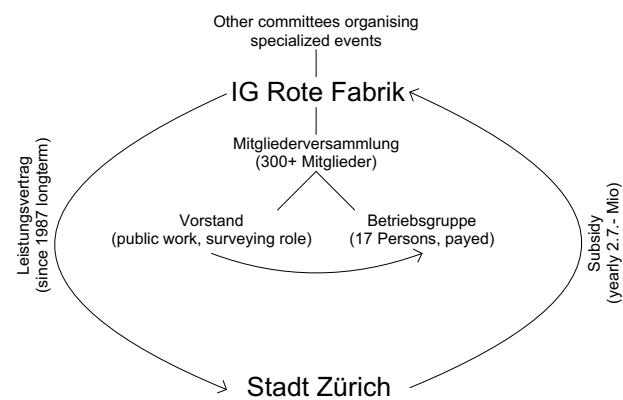 Other committees organising
specialized events
IG Rote Fabrik
Mitgliederversammlung
(300+ Mitglieder)
Vorstand
(public work, surveying role)
Betriebsgruppe
(17 Persons, payed)
Leistungsvertrag
(since 1987 longterm)
Subsidy
(yearly 2.7.- Mio)
Stadt Zürich